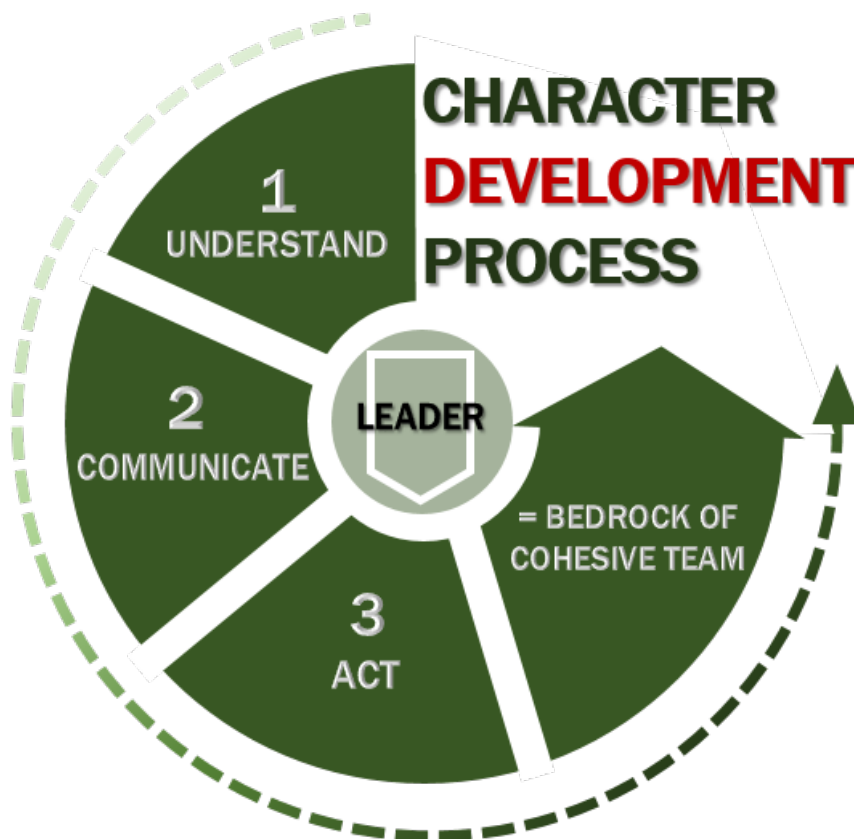 CHARACTER
DEVELOPMENT
PROCESS
1
UNDERSTAND
2
COMMUNICATE
3
ACT
= BEDROCK OF
COHESIVE TEAM
LEADER